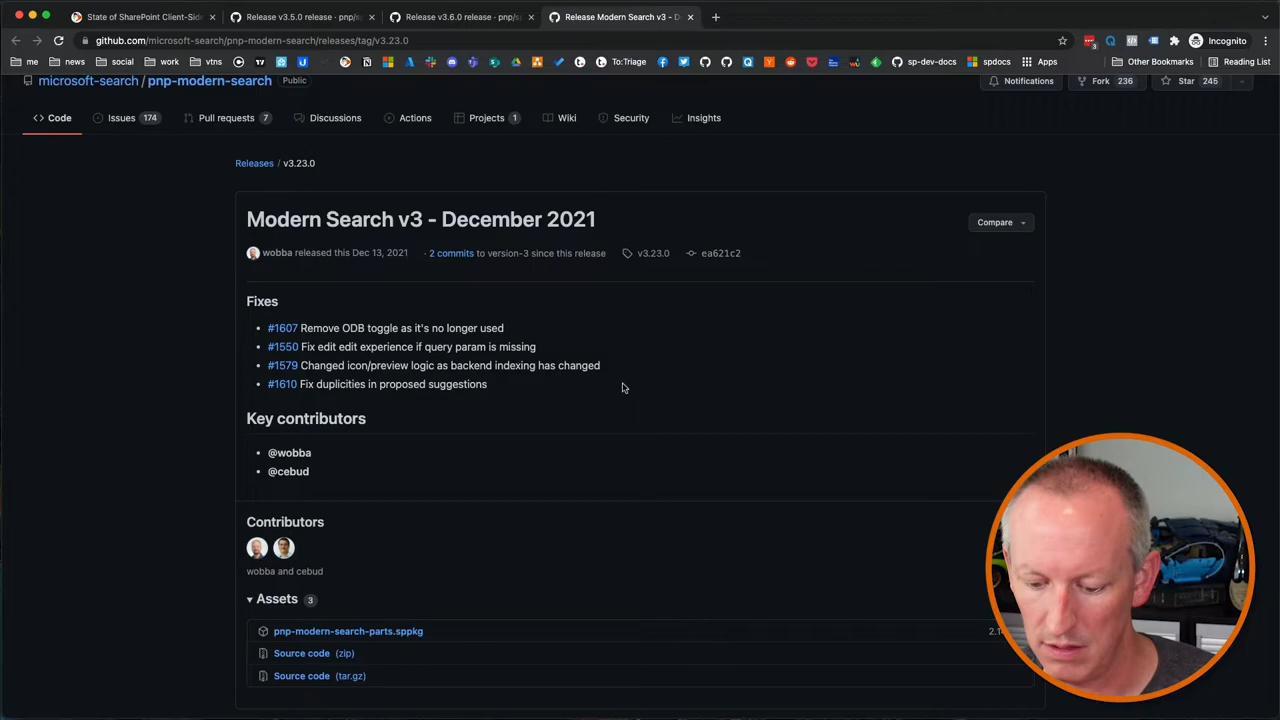 State of SharePoint Client-Side
Release v3.5.0 release · pnp/s
Release v3.6.0 release · pnp/s
Release Modern Search v3 - D
github.com/microsoft-search/pnp-modern-search/releases/tag/v3.23.0
3
Incognito
me
news
social
work
vtns
To:Triage
sp-dev-docs
spdocs
Apps
Other Bookmarks
Reading List
microsoft-search / pnp-modern-search Public
Notifications
Fork 236
Star 245
Code
Issues 174
Pull requests 7
Discussions
Actions
Projects 1
Wiki
Security
Insights
Releases / v3.23.0
Modern Search v3 - December 2021
Compare
wobba released this Dec 13, 2021 · 2 commits to version-3 since this release v3.23.0 ea621c2
Fixes
• #1607 Remove ODB toggle as it's no longer used
• #1550 Fix edit edit experience if query param is missing
• #1579 Changed icon/preview logic as backend indexing has changed
• #1610 Fix duplicities in proposed suggestions
Key contributors
• @wobba
• @cebud
Contributors
wobba and cebud
Assets 3
pnp-modern-search-parts.sppkg
Source code (zip)
Source code (tar.gz)